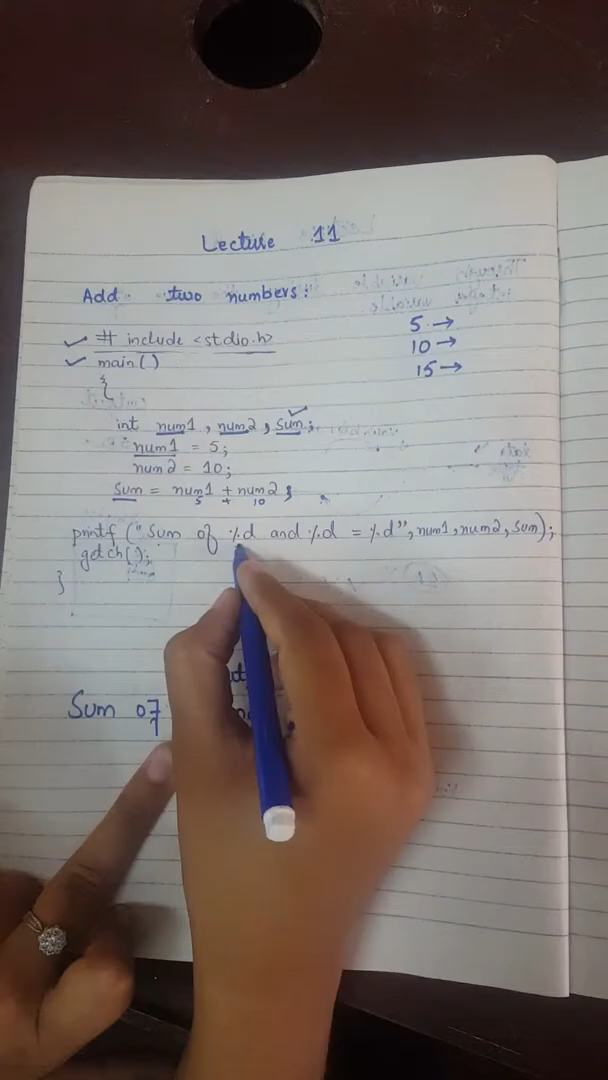 Lecture 11
Add two numbers:
# include <stdio.h>
main()
{
int num1, num2, sum;
num1 = 5;
num2 = 10;
sum = num1 + num2;
5 + 10
printf ("Sum of %d and %d = %d", num1, num2, sum);
getch();
}
5 →
10 →
15 →
Sum of